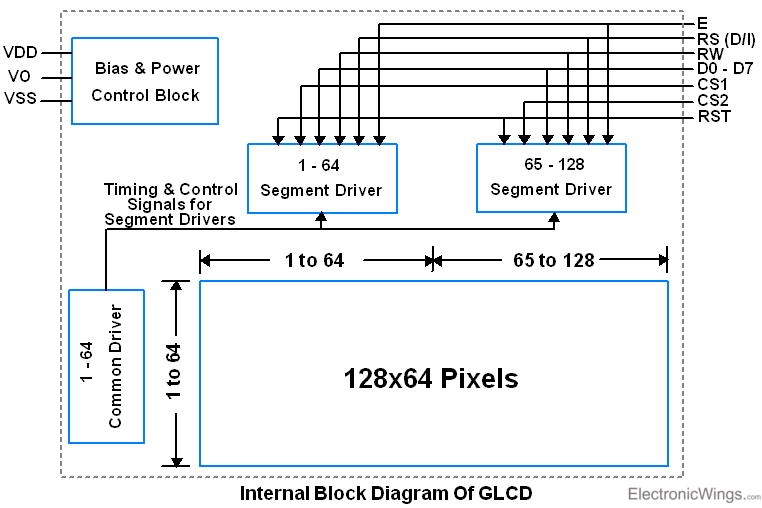 VDD
VO
VSS
Bias & Power
Control Block
E
RS (D/I)
RW
D0 - D7
CS1
CS2
RST
1 - 64
Segment Driver
65 - 128
Segment Driver
Timing & Control
Signals for
Segment Drivers
1 to 64
65 to 128
1 - 64
Common Driver
1 to 64
128x64 Pixels
Internal Block Diagram Of GLCD
ElectronicWings.com